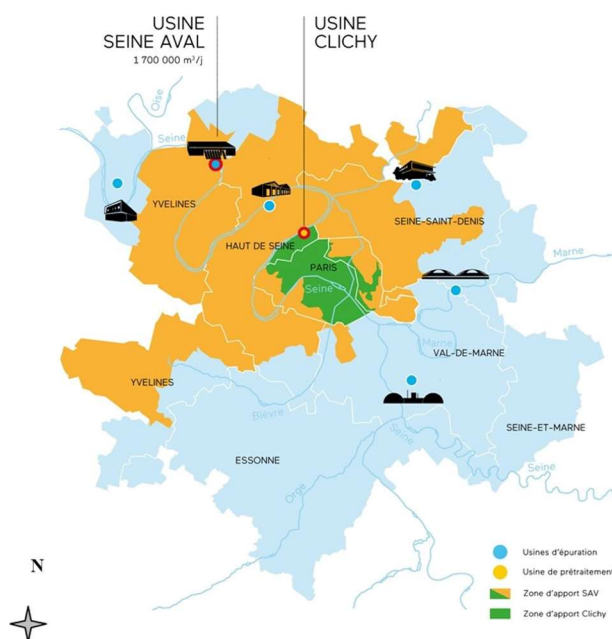 USINE
SEINE AVAL
1 700 000 m³/j
USINE
CLICHY
Oise
Seine
YVELINES
HAUT DE SEINE
SEINE-SAINT-DENIS
PARIS
Seine
Marne
Marne
VAL-DE-MARNE
YVELINES
Bièvre
SEINE-ET-MARNE
ESSONNE
Seine
Seine
Orge
N
Usines d'épuration
Usine de prétraitement
Zone d'apport SAV
Zone d'apport Clichy